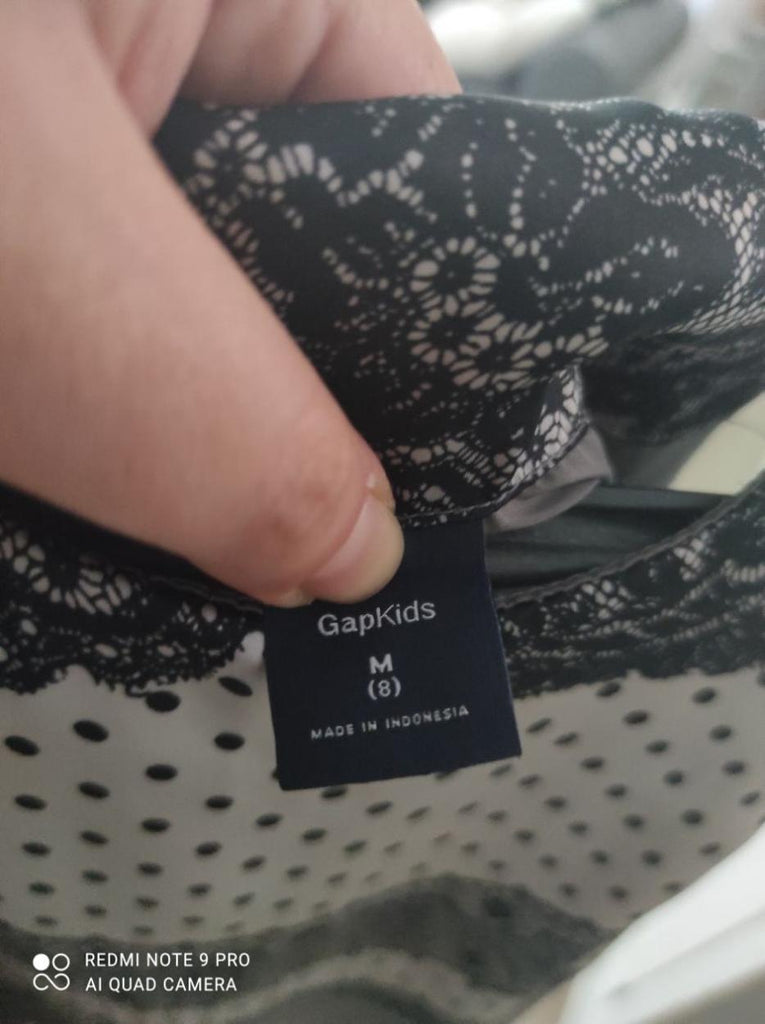 GapKids
M
(8)
MADE IN INDONESIA
REDMI NOTE 9 PRO
AI QUAD CAMERA